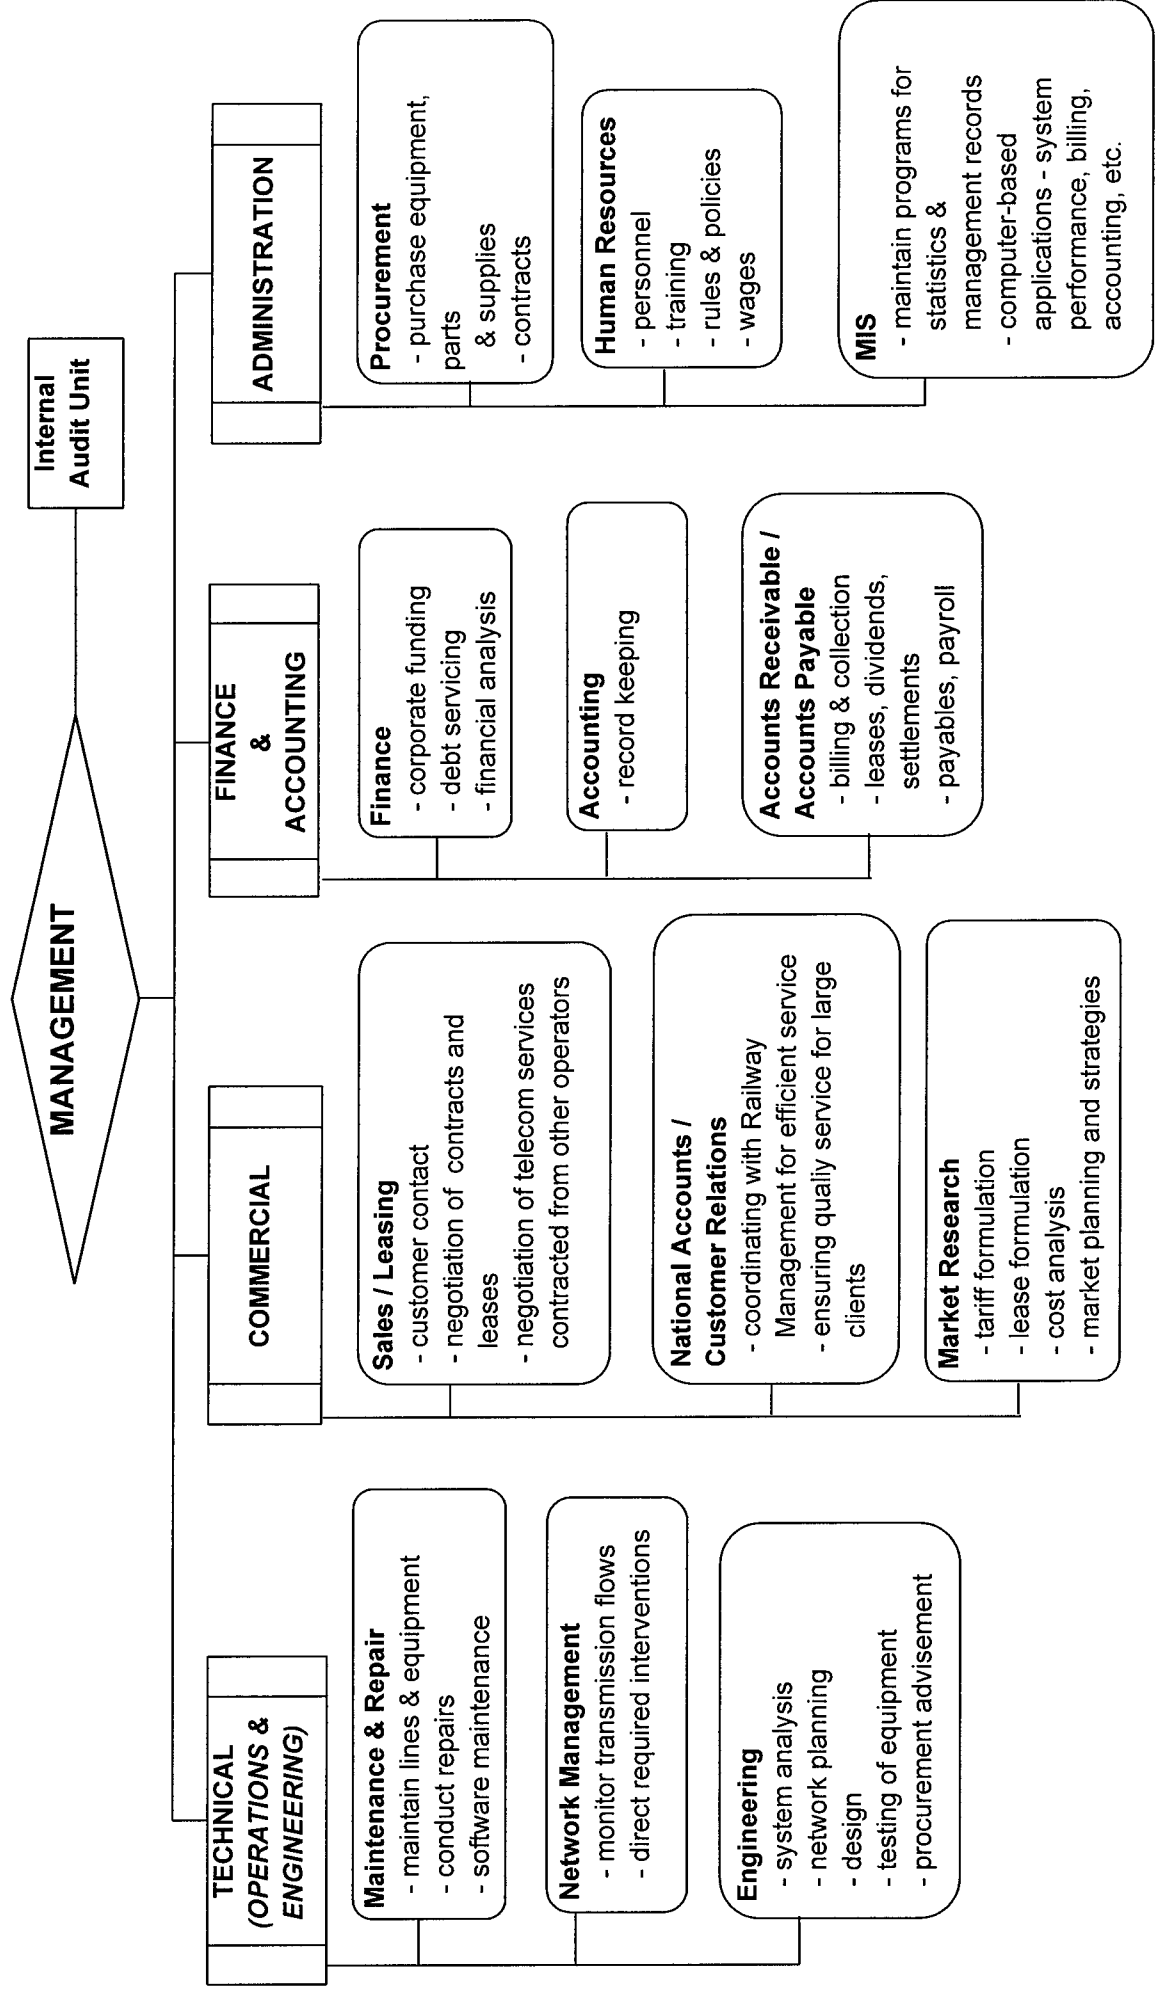 MANAGEMENT
Internal
Audit Unit
TECHNICAL
(OPERATIONS &
ENGINEERING)
Maintenance & Repair
- maintain lines & equipment
- conduct repairs
- software maintenance
Network Management
- monitor transmission flows
- direct required interventions
Engineering
- system analysis
- network planning
- design
- testing of equipment
- procurement advisement
COMMERCIAL
Sales / Leasing
- customer contact
- negotiation of contracts and
leases
- negotiation of telecom services
contracted from other operators
National Accounts /
Customer Relations
- coordinating with Railway
Management for efficient service
- ensuring qualiy service for large
clients
Market Research
- tariff formulation
- lease formulation
- cost analysis
- market planning and strategies
FINANCE
&
ACCOUNTING
Finance
- corporate funding
- debt servicing
- financial analysis
Accounting
- record keeping
Accounts Receivable /
Accounts Payable
- billing & collection
- leases, dividends,
settlements
- payables, payroll
ADMINISTRATION
Procurement
- purchase equipment,
parts
& supplies
- contracts
Human Resources
- personnel
- training
- rules & policies
- wages
MIS
- maintain programs for
statistics &
management records
- computer-based
applications - system
performance, billing,
accounting, etc.